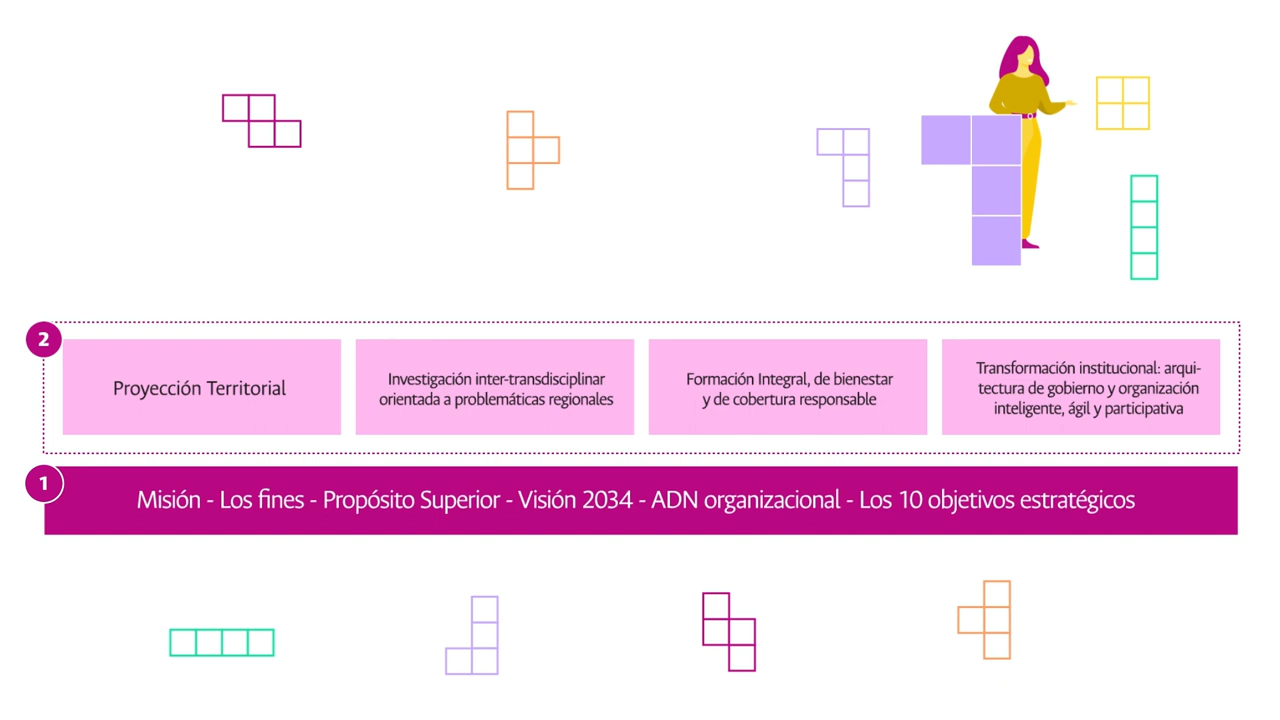 2
Proyección Territorial
Investigación inter-transdisciplinar
orientada a problemáticas regionales
Formación Integral, de bienestar
y de cobertura responsable
Transformación institucional: arqui-
tectura de gobierno y organización
inteligente, ágil y participativa
1
Misión - Los fines - Propósito Superior - Visión 2034 - ADN organizacional - Los 10 objetivos estratégicos